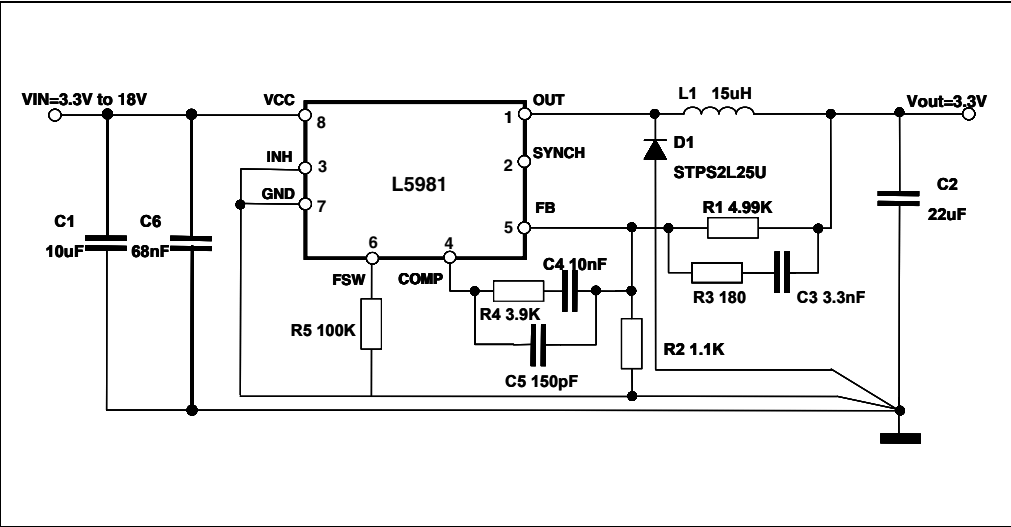 VIN=3.3V to 18V
VCC
OUT
L1 15uH
Vout=3.3V
8
1
D1
INH
SYNCH
3
2
STPS2L25U
L5981
GND
7
FB
R1 4.99K
C2
22uF
C1
10uF
C6
68nF
5
6
4
FSW
COMP
C4 10nF
R3 180
C3 3.3nF
R4 3.9K
R5 100K
R2 1.1K
C5 150pF